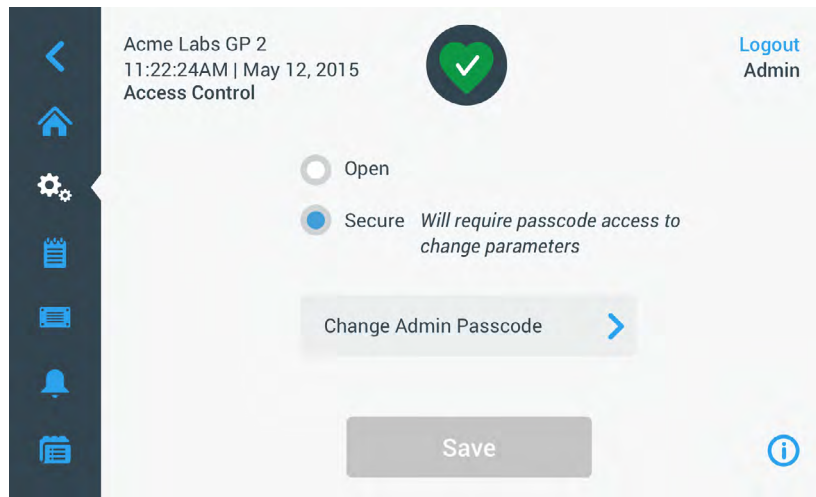 Acme Labs GP 2
11:22:24AM | May 12, 2015
Access Control
Logout
Admin
Open
Secure Will require passcode access to
change parameters
Change Admin Passcode
Save